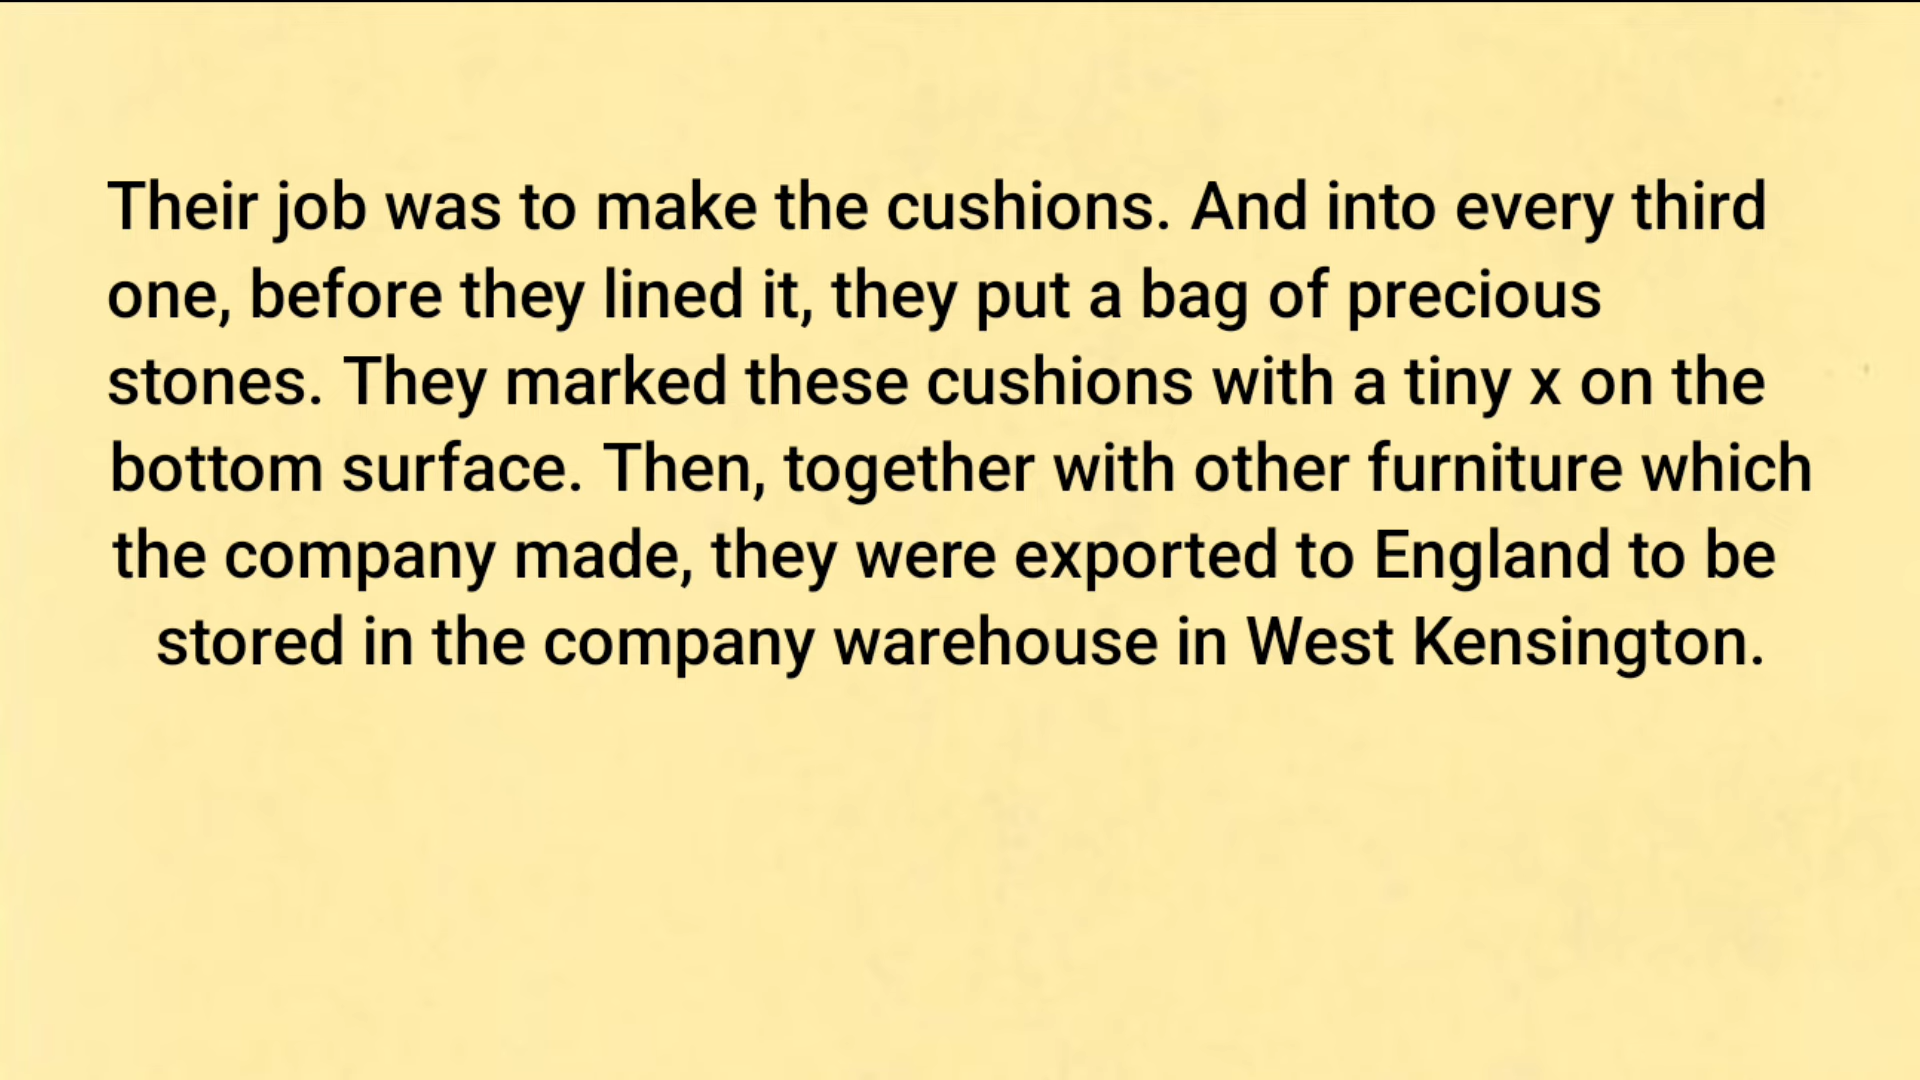 Their job was to make the cushions. And into every third
one, before they lined it, they put a bag of precious
stones. They marked these cushions with a tiny x on the
bottom surface. Then, together with other furniture which
the company made, they were exported to England to be
stored in the company warehouse in West Kensington.